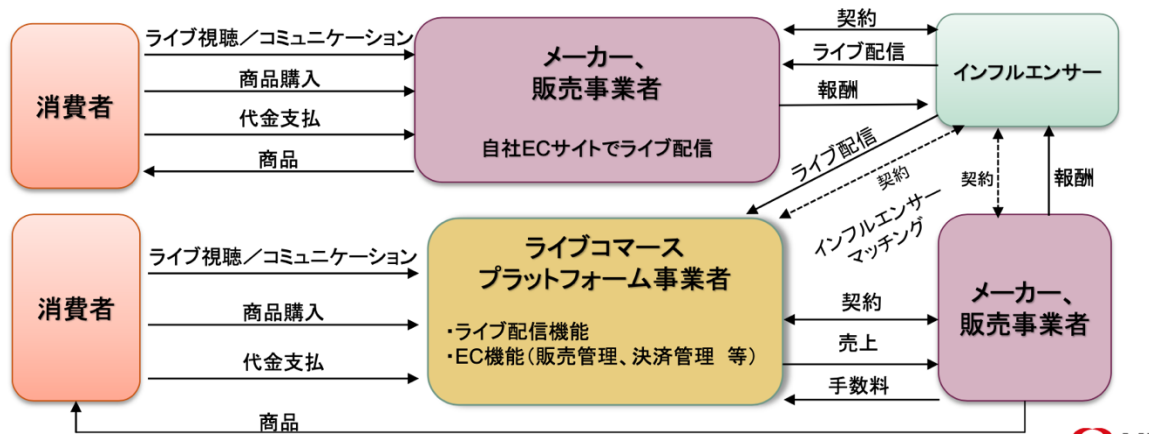 消費者
ライブ視聴／コミュニケーション
商品購入
代金支払
商品
メーカー、
販売事業者
自社ECサイトでライブ配信
契約
ライブ配信
報酬
インフルエンサー
ライブ配信
契約
インフルエンサー
マッチング
契約
報酬
消費者
ライブ視聴／コミュニケーション
商品購入
代金支払
ライブコマース
プラットフォーム事業者
・ライブ配信機能
・EC機能（販売管理、決済管理 等）
契約
売上
手数料
メーカー、
販売事業者
商品